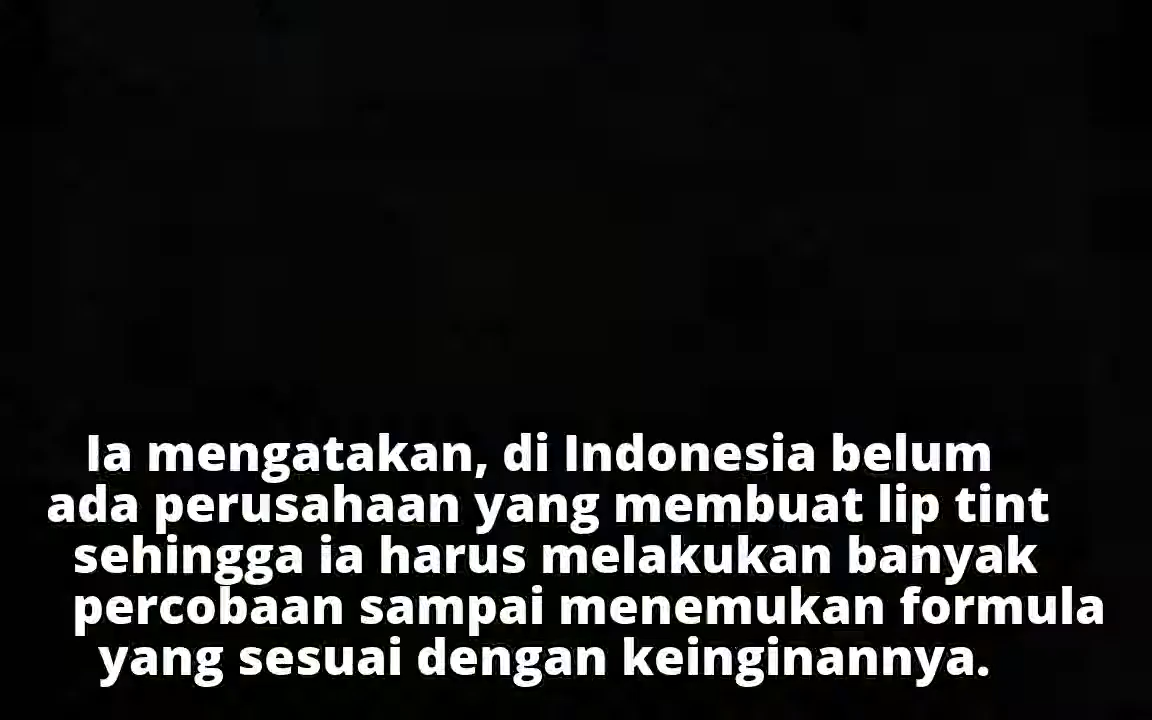 Ia mengatakan, di Indonesia belum
ada perusahaan yang membuat lip tint
sehingga ia harus melakukan banyak
percobaan sampai menemukan formula
yang sesuai dengan keinginannya.